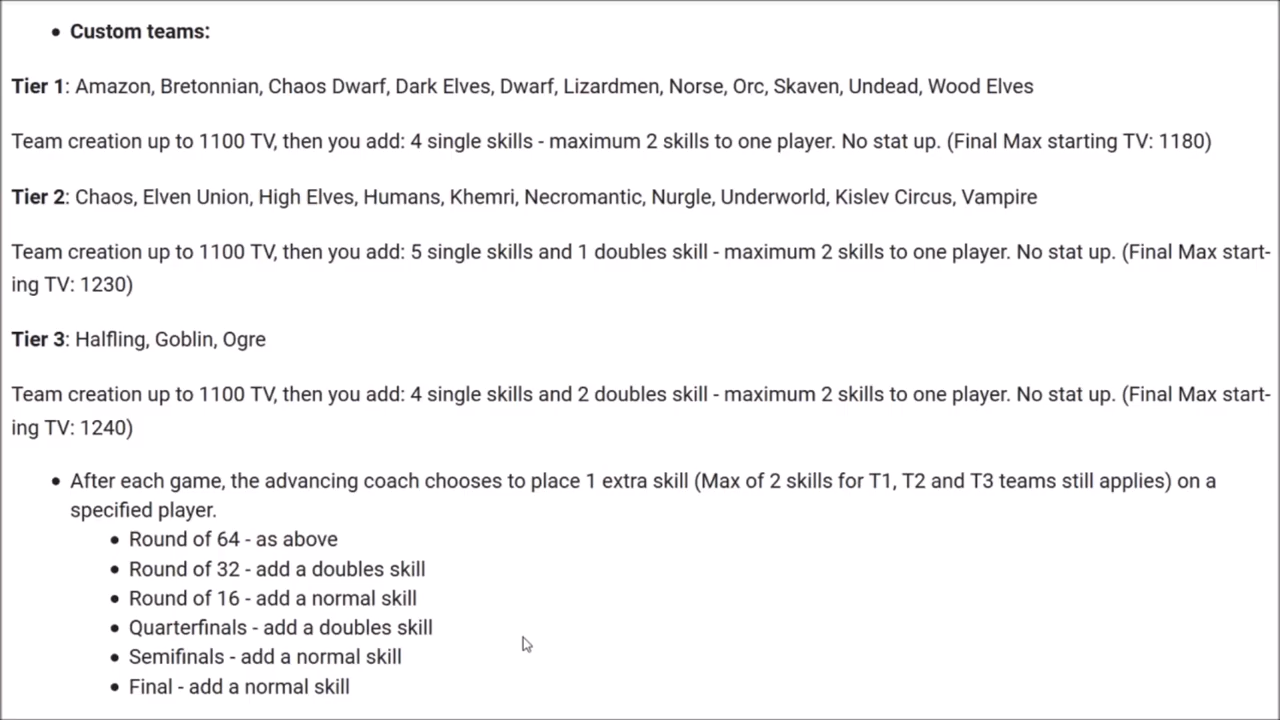 Custom teams:
Tier 1: Amazon, Bretonnian, Chaos Dwarf, Dark Elves, Dwarf, Lizardmen, Norse, Orc, Skaven, Undead, Wood Elves
Team creation up to 1100 TV, then you add: 4 single skills - maximum 2 skills to one player. No stat up. (Final Max starting TV: 1180)
Tier 2: Chaos, Elven Union, High Elves, Humans, Khemri, Necromantic, Nurgle, Underworld, Kislev Circus, Vampire
Team creation up to 1100 TV, then you add: 5 single skills and 1 doubles skill - maximum 2 skills to one player. No stat up. (Final Max start-
ing TV: 1230)
Tier 3: Halfling, Goblin, Ogre
Team creation up to 1100 TV, then you add: 4 single skills and 2 doubles skill - maximum 2 skills to one player. No stat up. (Final Max start-
ing TV: 1240)
After each game, the advancing coach chooses to place 1 extra skill (Max of 2 skills for T1, T2 and T3 teams still applies) on a
specified player.
Round of 64 - as above
Round of 32 - add a doubles skill
Round of 16 - add a normal skill
Quarterfinals - add a doubles skill
Semifinals - add a normal skill
Final - add a normal skill